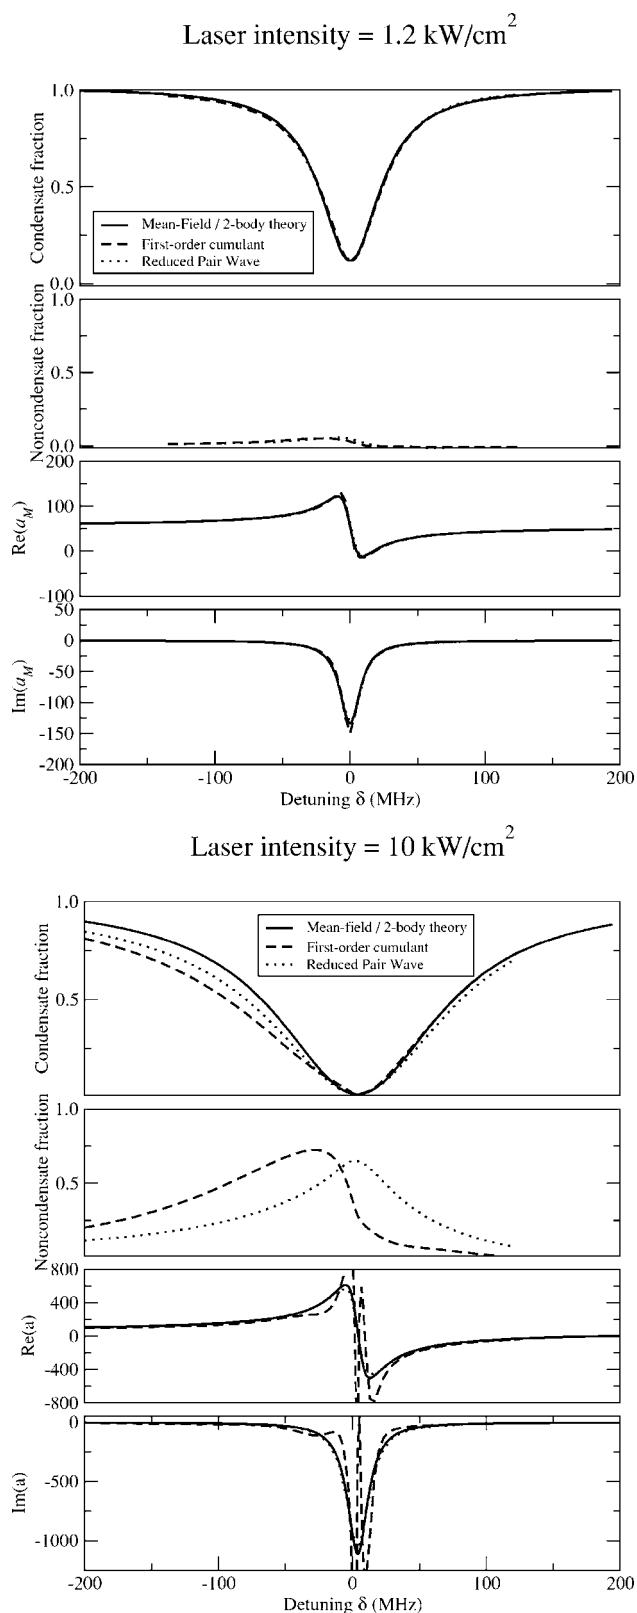 Laser intensity = 1.2 kW/cm²
Condensate fraction
1.0
0.5
0.0
Mean-Field / 2-body theory
First-order cumulant
Reduced Pair Wave
Noncondensate fraction
1.0
0.5
0.0
Re(a_M)
200
100
0
-100
Im(a_M)
50
0
-50
-100
-150
-200
-200 -100 0 100 200
Detuning δ (MHz)
Laser intensity = 10 kW/cm²
Condensate fraction
1.0
0.5
Mean-field / 2-body theory
First-order cumulant
Reduced Pair Wave
Noncondensate fraction
1.0
0.5
Re(a)
800
400
0
-400
-800
Im(a)
0
-500
-1000
-200 -100 0 100 200
Detuning δ (MHz)